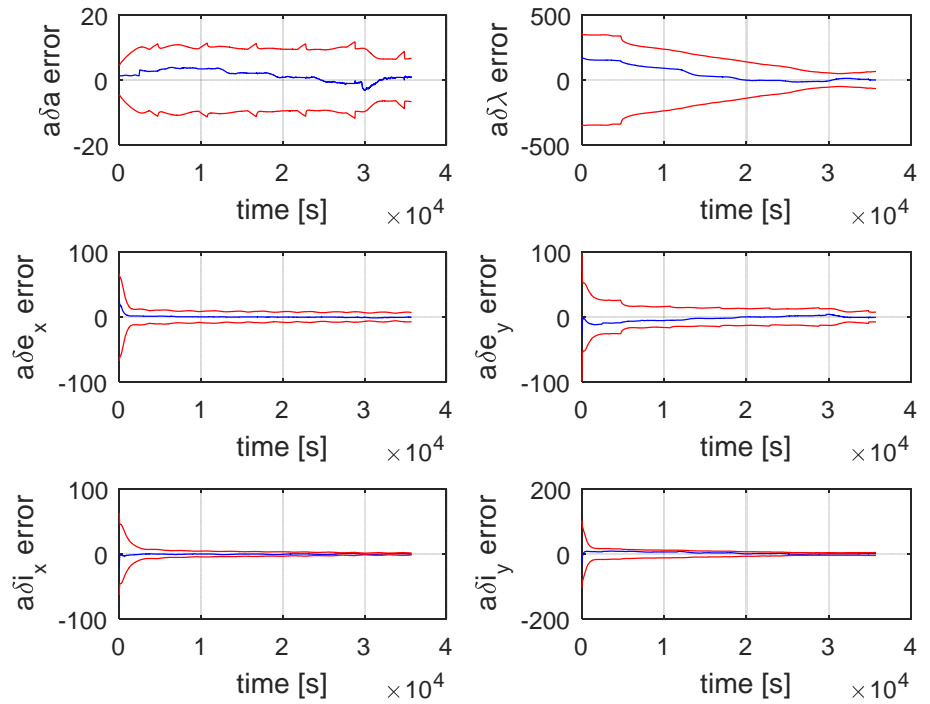 20
0
-20
aδa error
0 1 2 3 4
time [s]
×10^4
500
0
-500
aδλ error
0 1 2 3 4
time [s]
×10^4
100
0
-100
aδe_x error
0 1 2 3 4
time [s]
×10^4
100
0
-100
aδe_y error
0 1 2 3 4
time [s]
×10^4
100
0
-100
aδi_x error
0 1 2 3 4
time [s]
×10^4
200
0
-200
aδi_y error
0 1 2 3 4
time [s]
×10^4